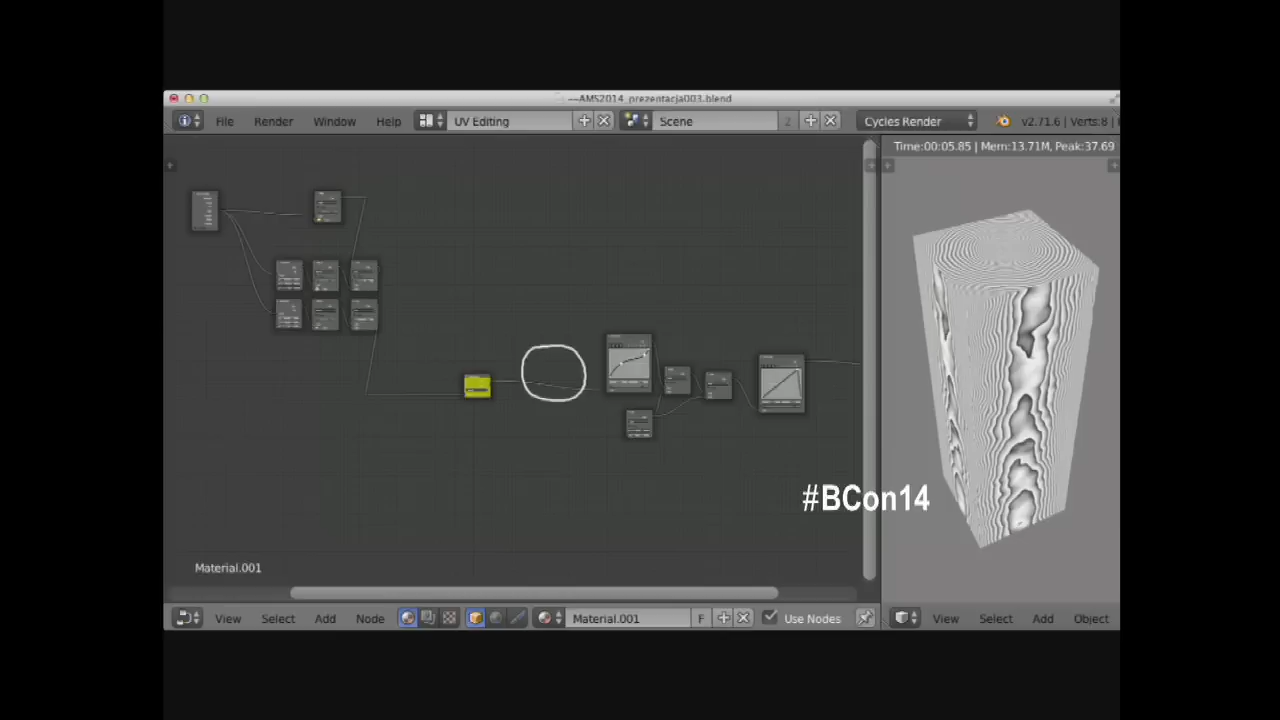 —AMS2014_prezentacja003.blend
File Render Window Help UV Editing Scene 2 Cycles Render v2.71.6 | Verts:8 |
Time:00:05.85 | Mem:13.71M, Peak:37.69
#BCon14
Material.001
View Select Add Node Material.001 F Use Nodes View Select Add Object